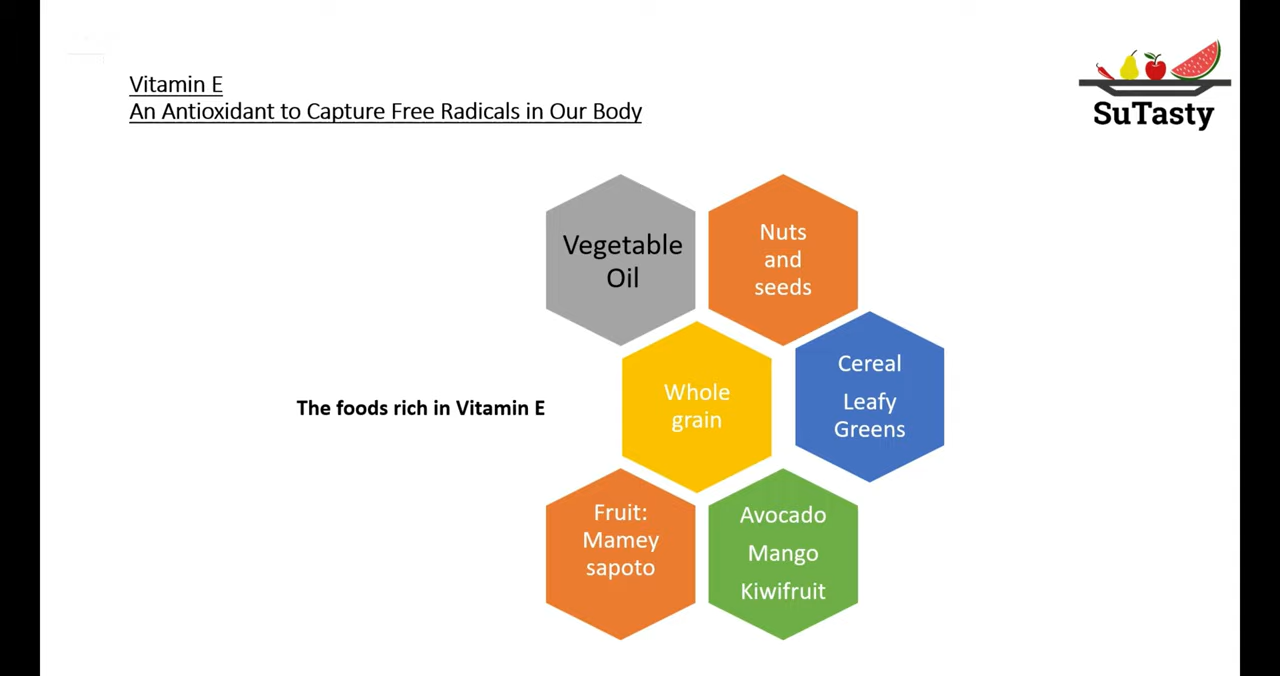 Vitamin E
An Antioxidant to Capture Free Radicals in Our Body
SuTasty
Vegetable
Oil
Nuts
and
seeds
Whole
grain
Cereal
Leafy
Greens
The foods rich in Vitamin E
Fruit:
Mamey
sapoto
Avocado
Mango
Kiwifruit